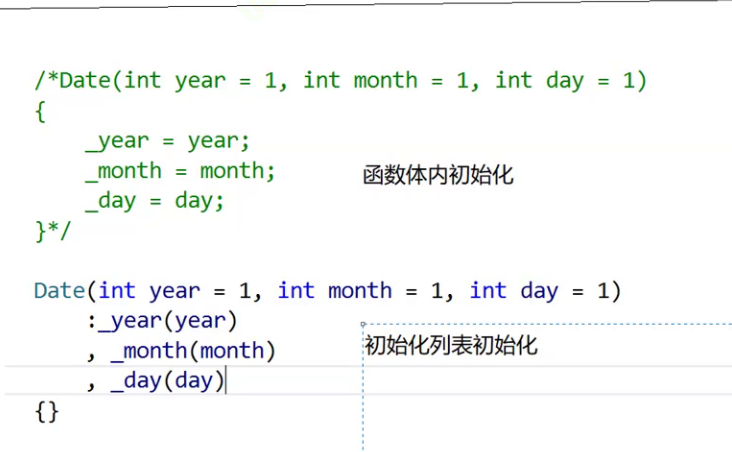 /*Date(int year = 1, int month = 1, int day = 1)
{
    _year = year;
    _month = month;
    _day = day;
}*/
函数体内初始化
Date(int year = 1, int month = 1, int day = 1)
    :_year(year)
    , _month(month)
    , _day(day)
{}
初始化列表初始化